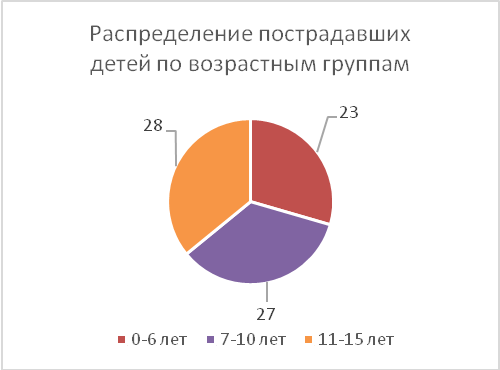 Распределение пострадавших
детей по возрастным группам
28
23
27
0-6 лет 7-10 лет 11-15 лет